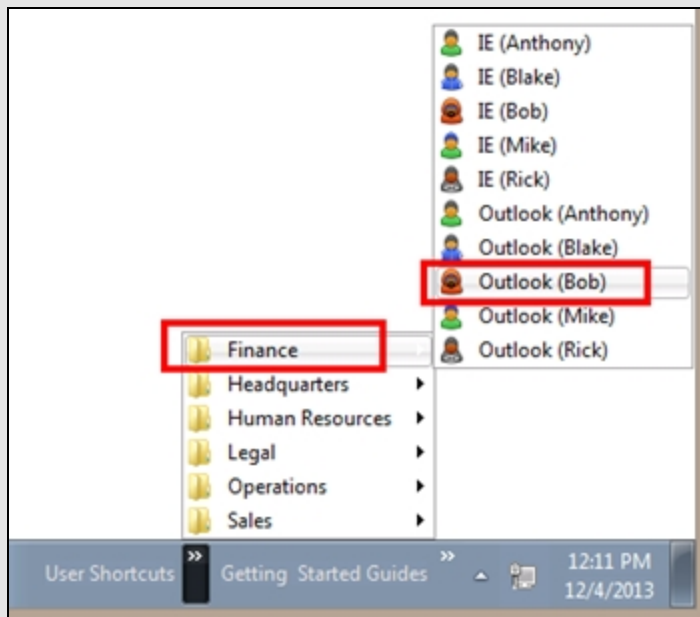 IE (Anthony)
IE (Blake)
IE (Bob)
IE (Mike)
IE (Rick)
Outlook (Anthony)
Outlook (Blake)
Outlook (Bob)
Outlook (Mike)
Outlook (Rick)
Finance
Headquarters
Human Resources
Legal
Operations
Sales
User Shortcuts
Getting Started Guides
12:11 PM
12/4/2013